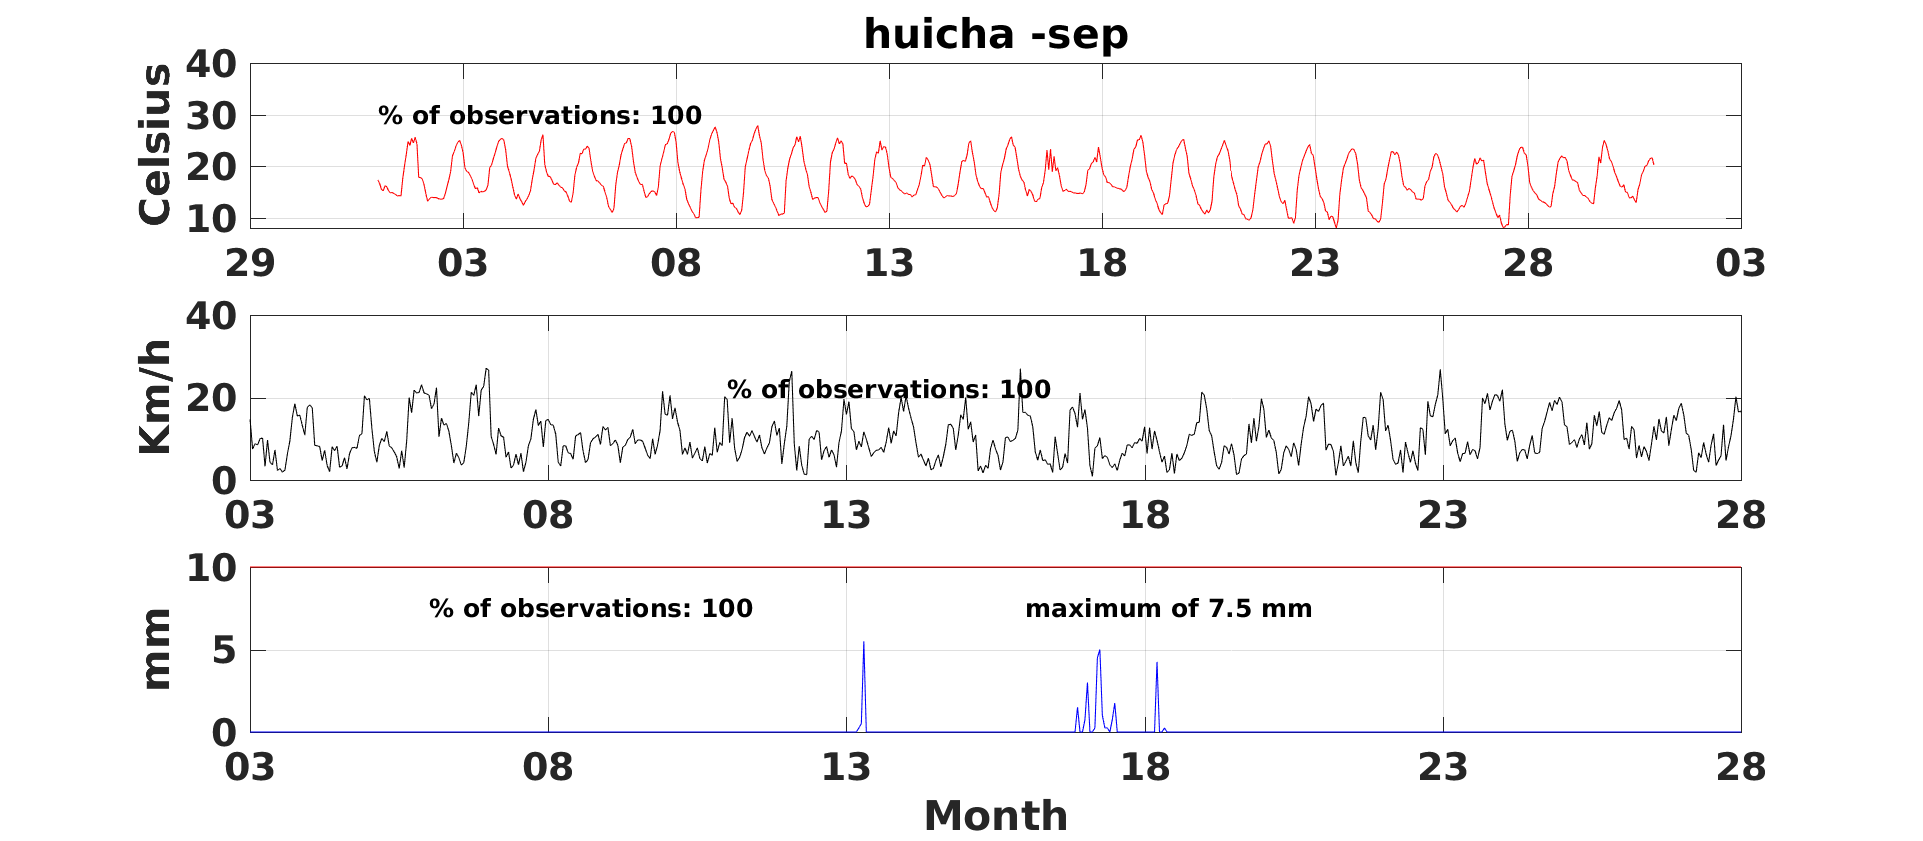 huicha -sep
Celsius
40
30
20
10
% of observations: 100
29 03 08 13 18 23 28 03
Km/h
40
20
0
% of observations: 100
03 08 13 18 23 28
mm
10
5
0
% of observations: 100 maximum of 7.5 mm
03 08 13 18 23 28
Month